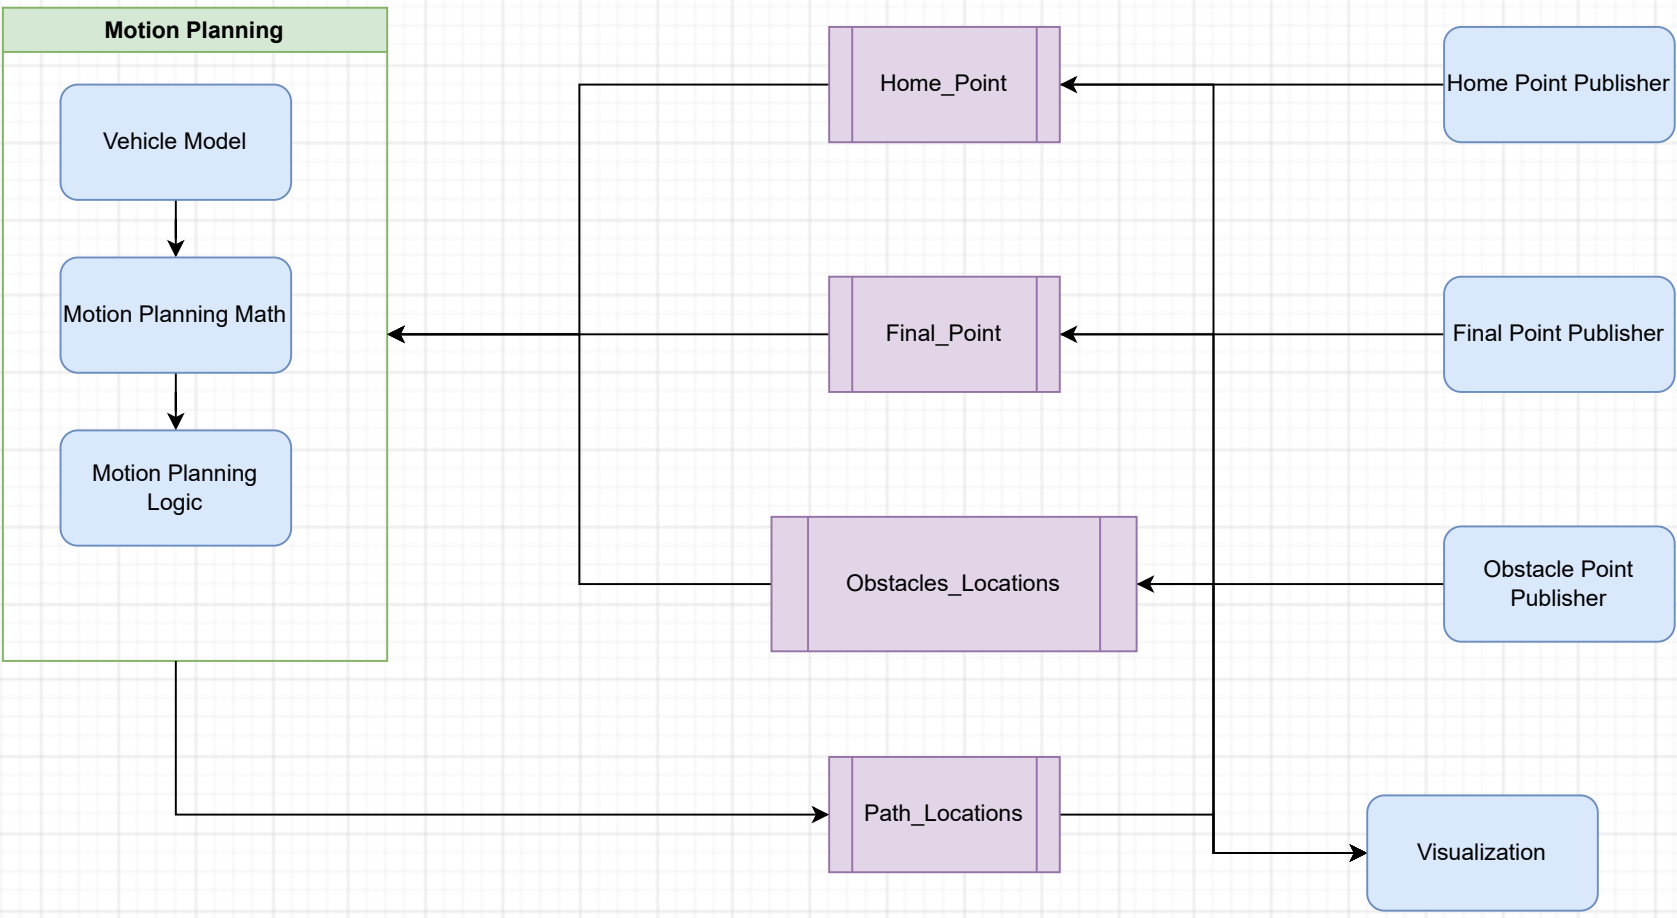 Motion Planning
Vehicle Model
Motion Planning Math
Motion Planning
Logic
Home_Point
Final_Point
Obstacles_Locations
Path_Locations
Home Point Publisher
Final Point Publisher
Obstacle Point
Publisher
Visualization